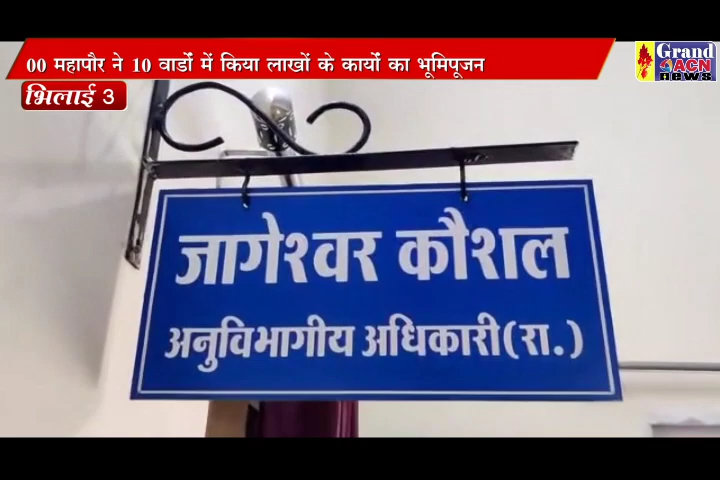 00 महापौर ने 10 वार्डों में किया लाखों के कार्यों का भूमिपूजन
Grand
ACN
NEWS
भिलाई 3
जागेश्वर कौशल
अनुविभागीय अधिकारी(रा.)